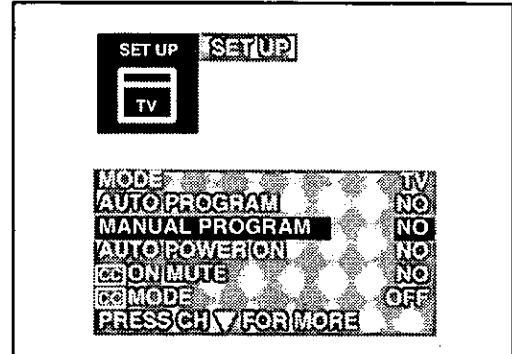 SET UP SET UP
TV
MODE TV
AUTO PROGRAM NO
MANUAL PROGRAM NO
AUTO POWER ON NO
CC ON MUTE NO
CC MODE OFF
PRESS CH ▽ FOR MORE